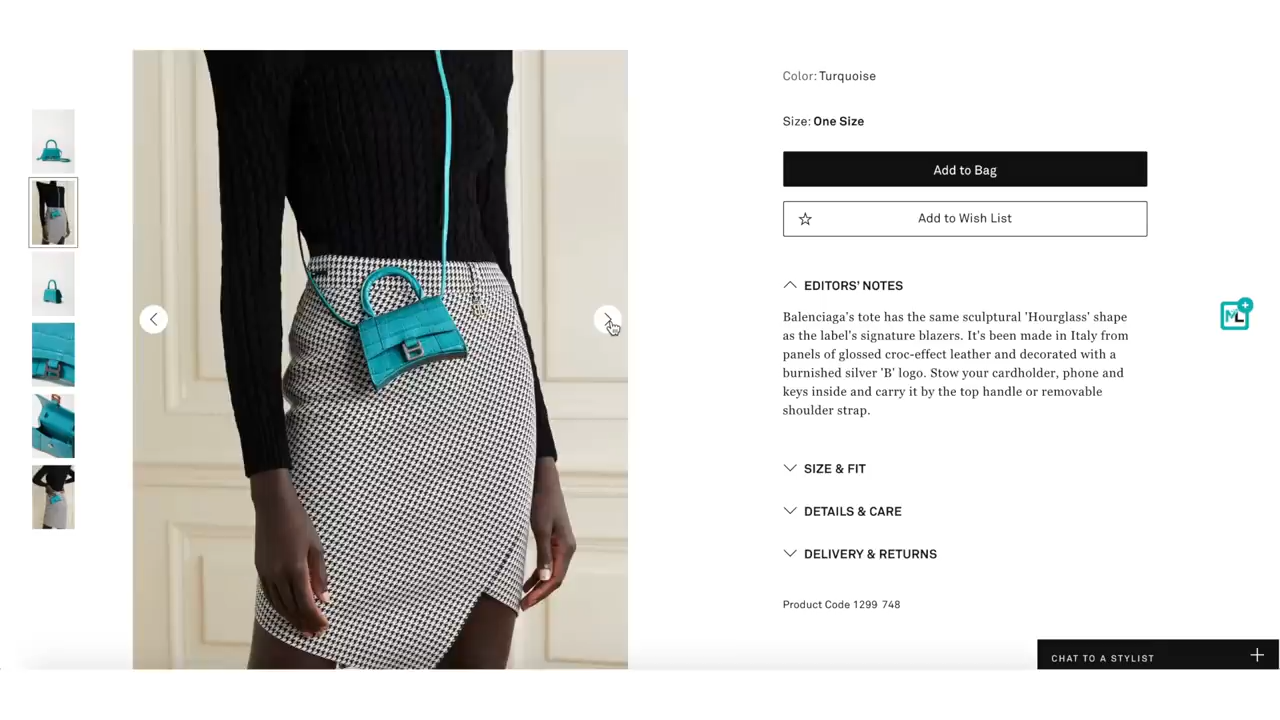 Color: Turquoise
Size: One Size
Add to Bag
Add to Wish List
EDITORS' NOTES
Balenciaga's tote has the same sculptural 'Hourglass' shape
as the label's signature blazers. It's been made in Italy from
panels of glossed croc-effect leather and decorated with a
burnished silver 'B' logo. Stow your cardholder, phone and
keys inside and carry it by the top handle or removable
shoulder strap.
SIZE & FIT
DETAILS & CARE
DELIVERY & RETURNS
Product Code 1299 748
CHAT TO A STYLIST
ML
B